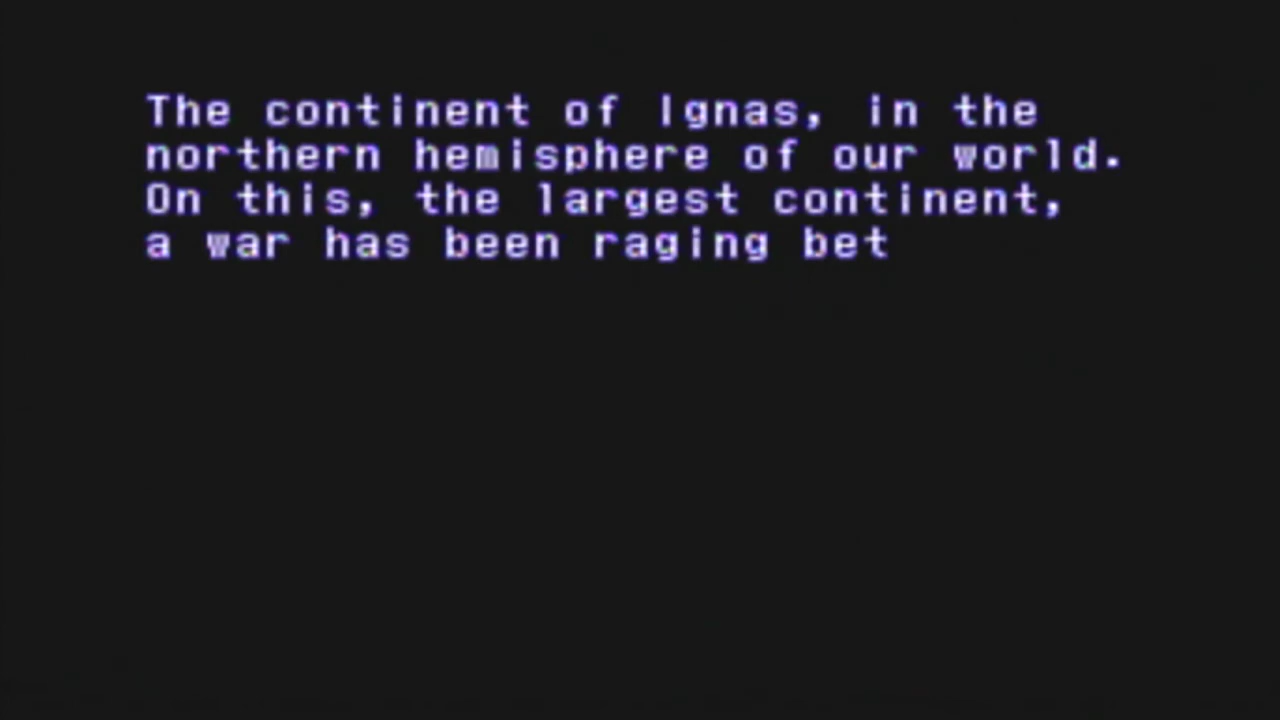 The continent of Ignas, in the
northern hemisphere of our world.
On this, the largest continent,
a war has been raging bet